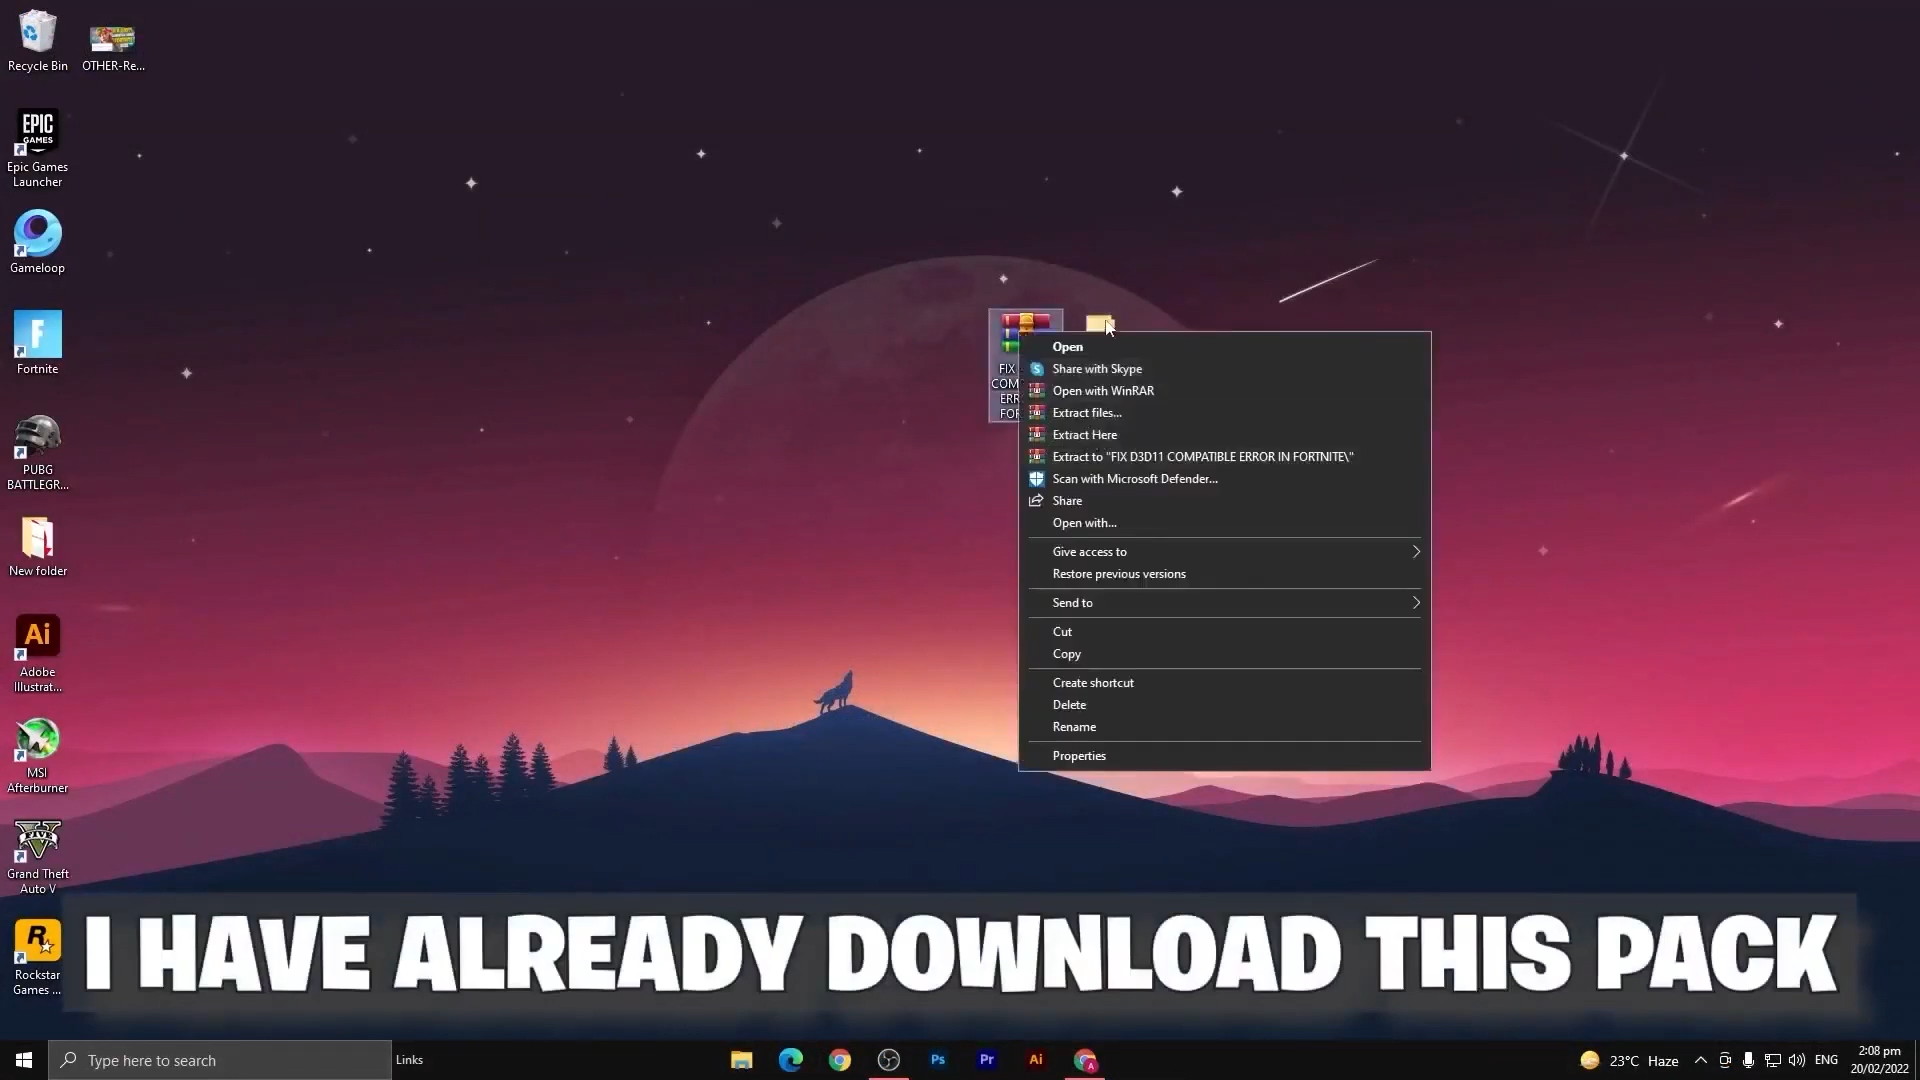 Recycle Bin
OTHER-Re...
EPIC
GAMES
Epic Games
Launcher
Gameloop
F
Fortnite
PUBG
BATTLEGR...
New folder
Ai
Adobe
Illustrat...
MSI
Afterburner
V
FIVE
Grand Theft
Auto V
R
Rockstar
Games ...
FIX
COM
ERR
FOR
Open
S
Share with Skype
Open with WinRAR
Extract files...
Extract Here
Extract to "FIX D3D11 COMPATIBLE ERROR IN FORTNITE\"
Scan with Microsoft Defender...
Share
Open with...
Give access to
Restore previous versions
Send to
Cut
Copy
Create shortcut
Delete
Rename
Properties
I HAVE ALREADY DOWNLOAD THIS PACK
Type here to search
Links
Ps
Pr
Ai
A
23°C Haze
ENG
2:08 pm
20/02/2022